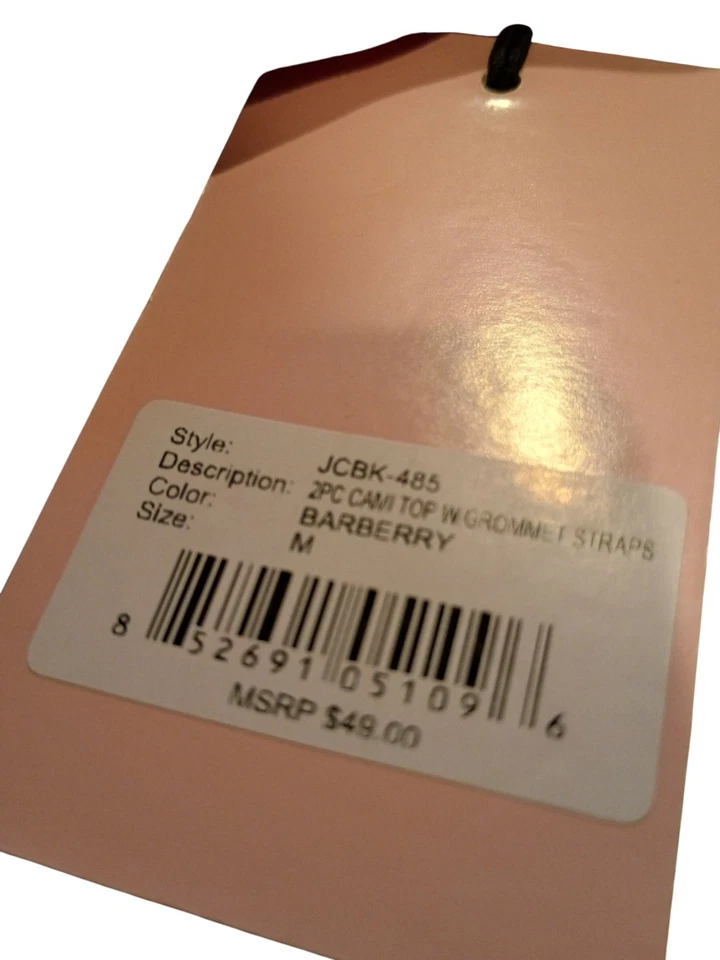 Style: JCBK-485
Description: 2PC CAMI TOP W GROMMET STRAPS
Color: BARBERRY
Size: M
8 52691 05109 6
MSRP $49.00